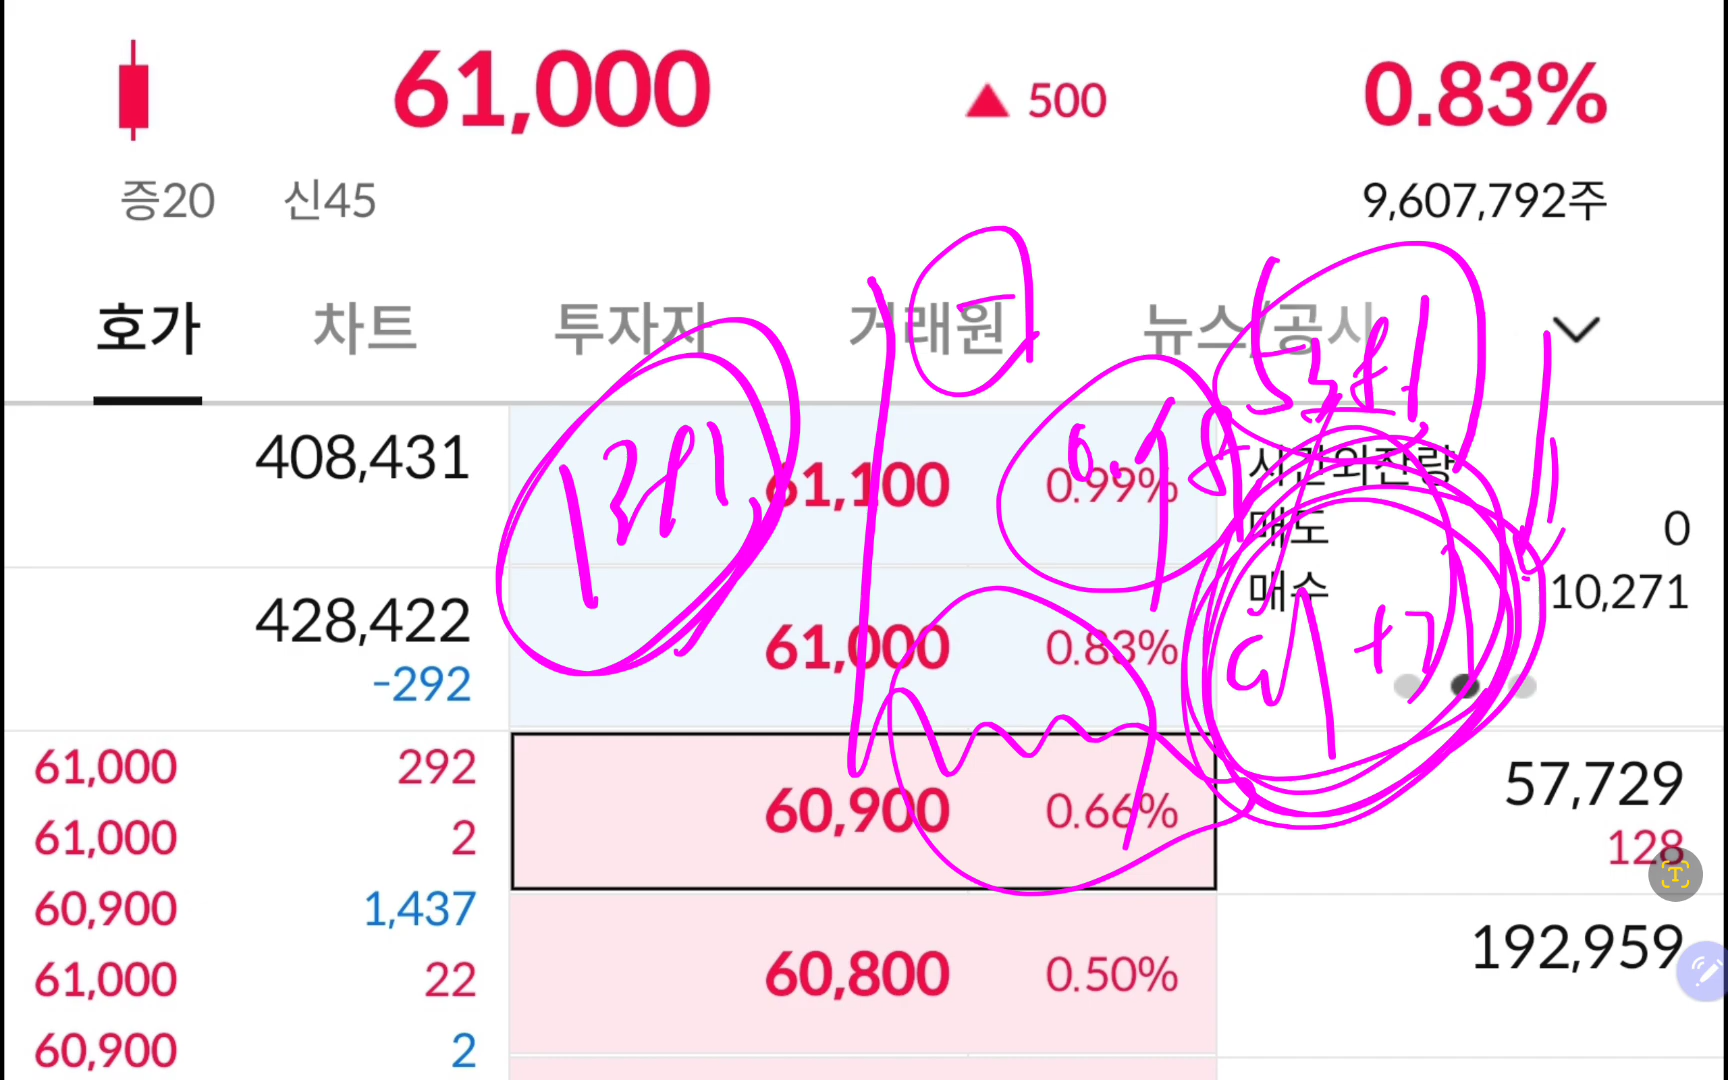 61,000 ▲ 500 0.83%
증20 신45 9,607,792주
호가 차트 투자자 거래원 뉴스/공시
408,431 61,100 0.99% 시간외잔량
매도 0
매수 10,271
428,422 61,000 0.83%
-292
61,000 292 60,900 0.66% 57,729
61,000 2 128
60,900 1,437 60,800 0.50% 192,959
61,000 22
60,900 2